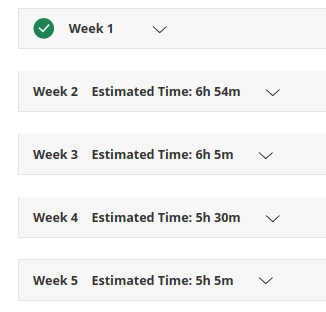 Week 1
Week 2 Estimated Time: 6h 54m
Week 3 Estimated Time: 6h 5m
Week 4 Estimated Time: 5h 30m
Week 5 Estimated Time: 5h 5m